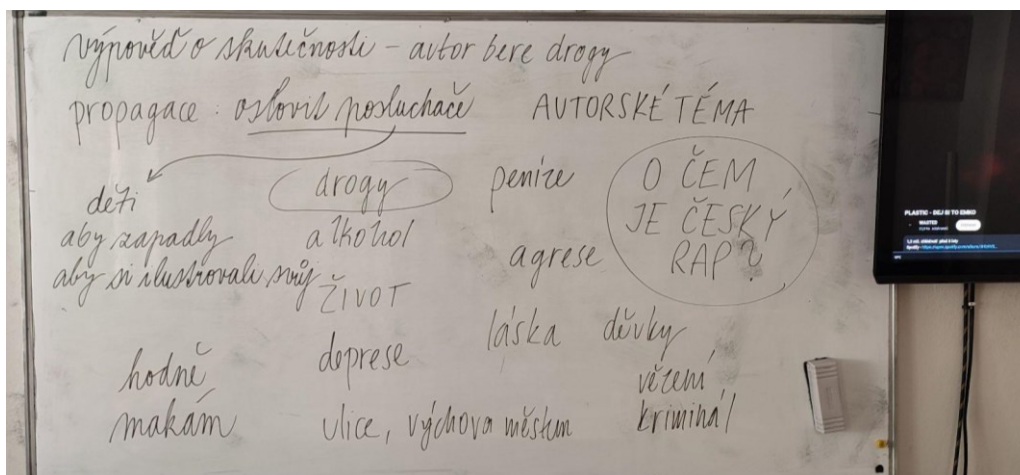 výpověď o skutečnosti – autor bere drogy
propagace: oslovit posluchače AUTORSKÉ TÉMA
děti
aby zapadly
aby si ilustrovali svůj
ŽIVOT
drogy
alkohol
peníze
agrese
O ČEM
JE ČESKÝ
RAP?
deprese
láska
děvky
hodně
makám
ulice, výchova městem
vězení,
kriminál
PLASTIC - DEJ SI TO EMKO